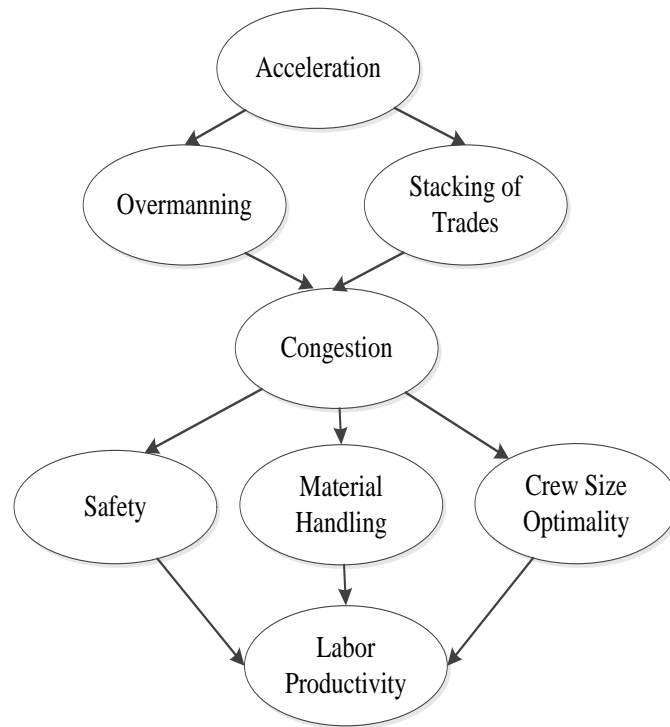 Acceleration
Overmanning
Stacking of
Trades
Congestion
Safety
Material
Handling
Crew Size
Optimality
Labor
Productivity